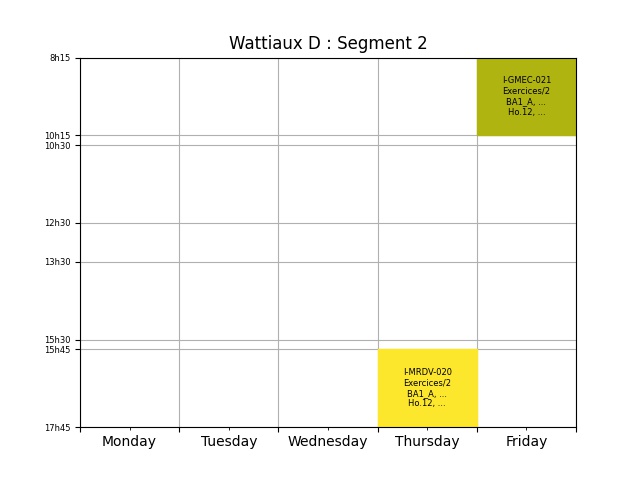 Wattiaux D : Segment 2
8h15
I-GMEC-021
Exercices/2
BA1_A, ...
Ho.12, ...
10h15
10h30
12h30
13h30
15h30
15h45
I-MRDV-020
Exercices/2
BA1_A, ...
Ho.12, ...
17h45
Monday Tuesday Wednesday Thursday Friday